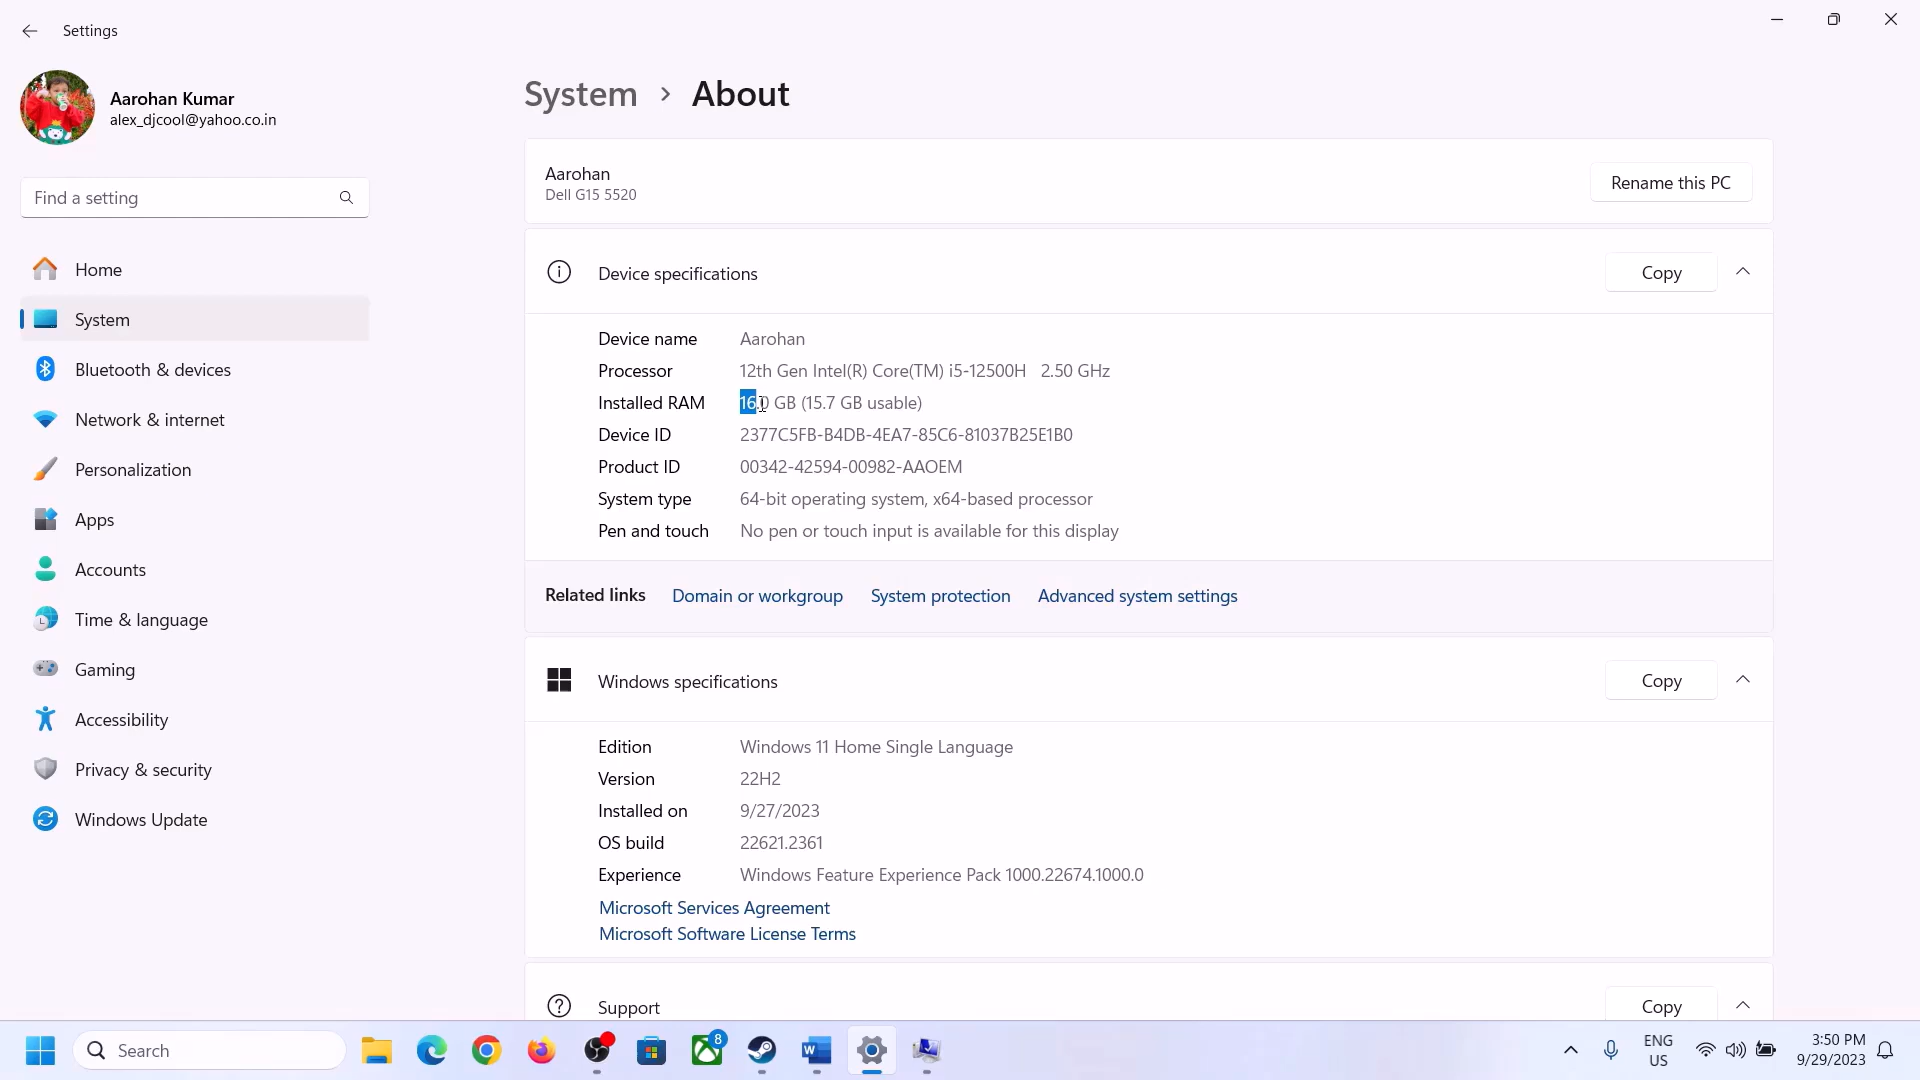 Settings
Aarohan Kumar
alex_djcool@yahoo.co.in
Find a setting
Home
System
Bluetooth & devices
Network & internet
Personalization
Apps
Accounts
Time & language
Gaming
Accessibility
Privacy & security
Windows Update
System > About
Aarohan
Dell G15 5520
Rename this PC
Device specifications
Copy
Device name Aarohan
Processor 12th Gen Intel(R) Core(TM) i5-12500H 2.50 GHz
Installed RAM 16.0 GB (15.7 GB usable)
Device ID 2377C5FB-B4DB-4EA7-85C6-81037B25E1B0
Product ID 00342-42594-00982-AAOEM
System type 64-bit operating system, x64-based processor
Pen and touch No pen or touch input is available for this display
Related links Domain or workgroup System protection Advanced system settings
Windows specifications
Copy
Edition Windows 11 Home Single Language
Version 22H2
Installed on 9/27/2023
OS build 22621.2361
Experience Windows Feature Experience Pack 1000.22674.1000.0
Microsoft Services Agreement
Microsoft Software License Terms
Support
Copy
Search
8
W
ENG
US
3:50 PM
9/29/2023